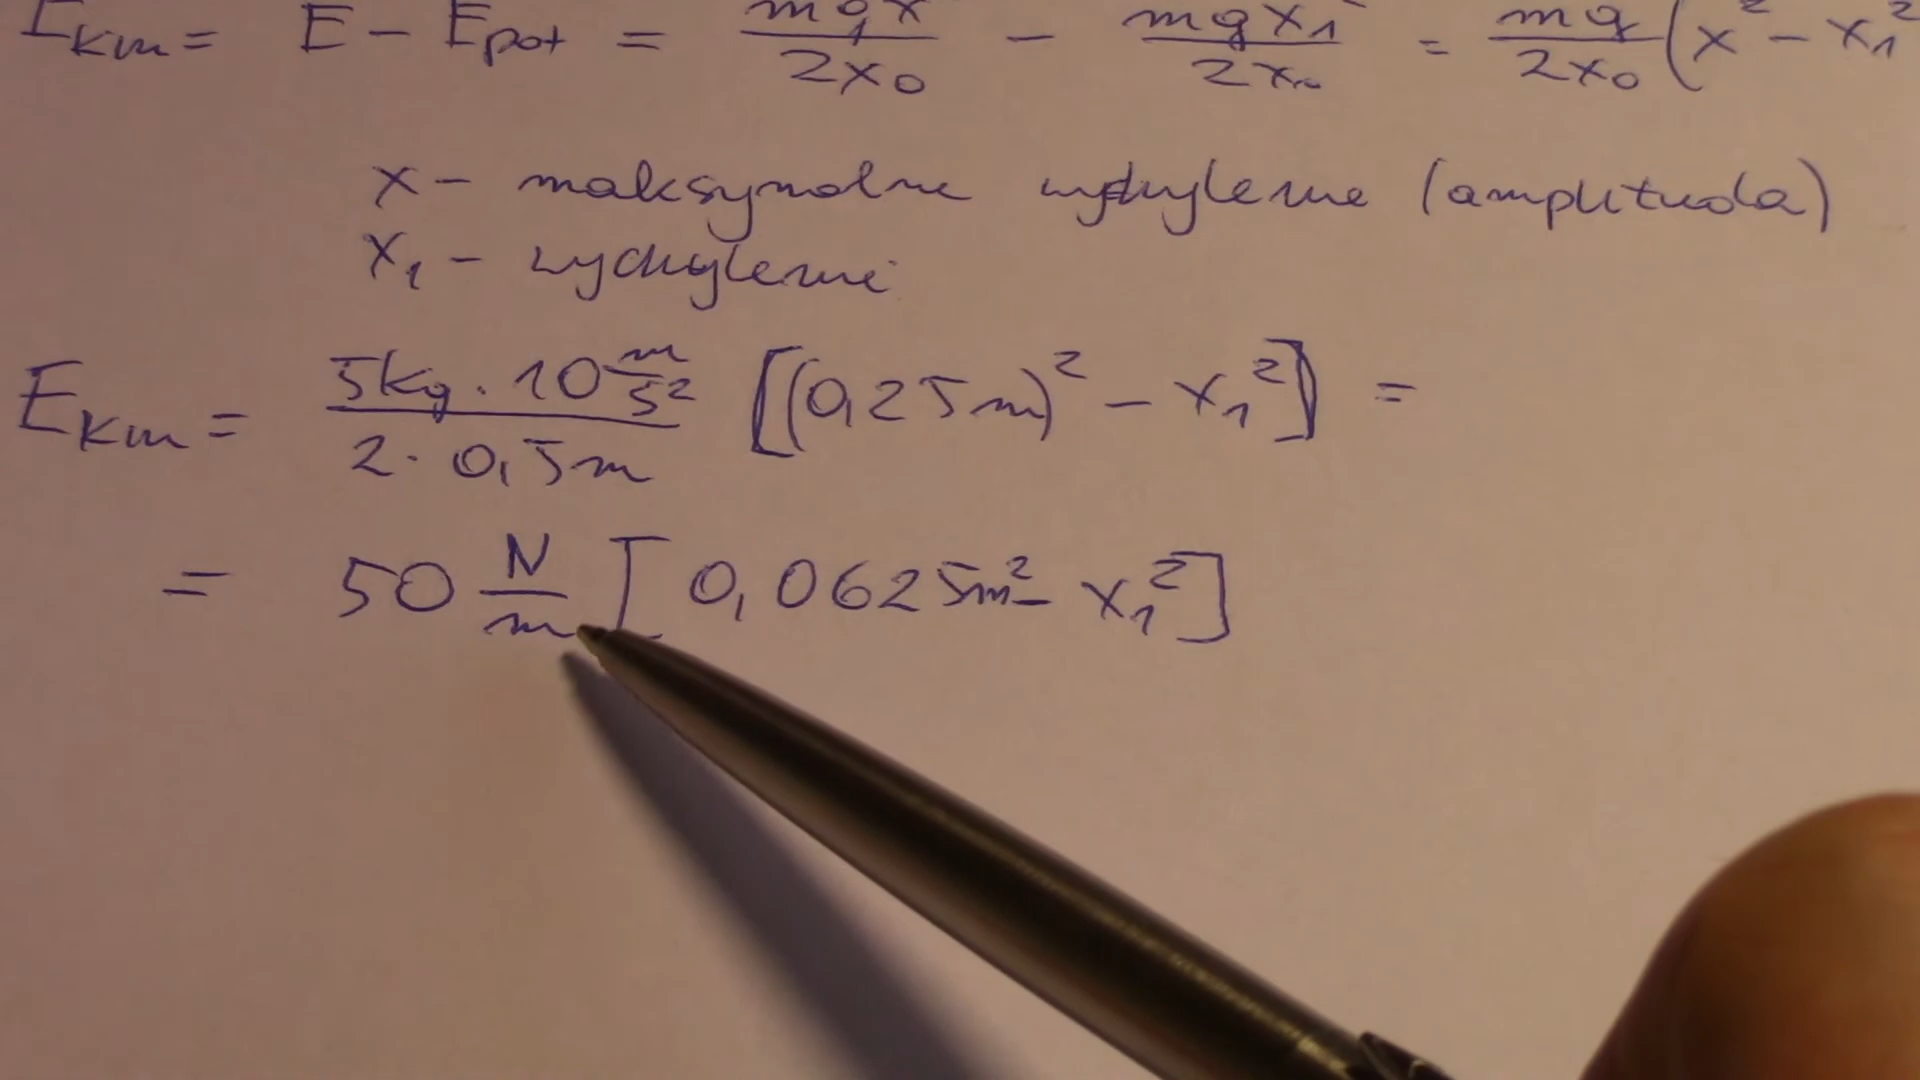 Ekin = E - Epot = mgx²/2x₀ - mgx₁²/2x₀ = mg/2x₀ (x² - x₁²
x - maksymalne wychylenie (amplituda)
x₁ - wychylenie
Ekin = 5kg · 10 m/s² / 2 · 0,5m [(0,25m)² - x₁²] =
= 50 N/m [0,0625m² - x₁²]